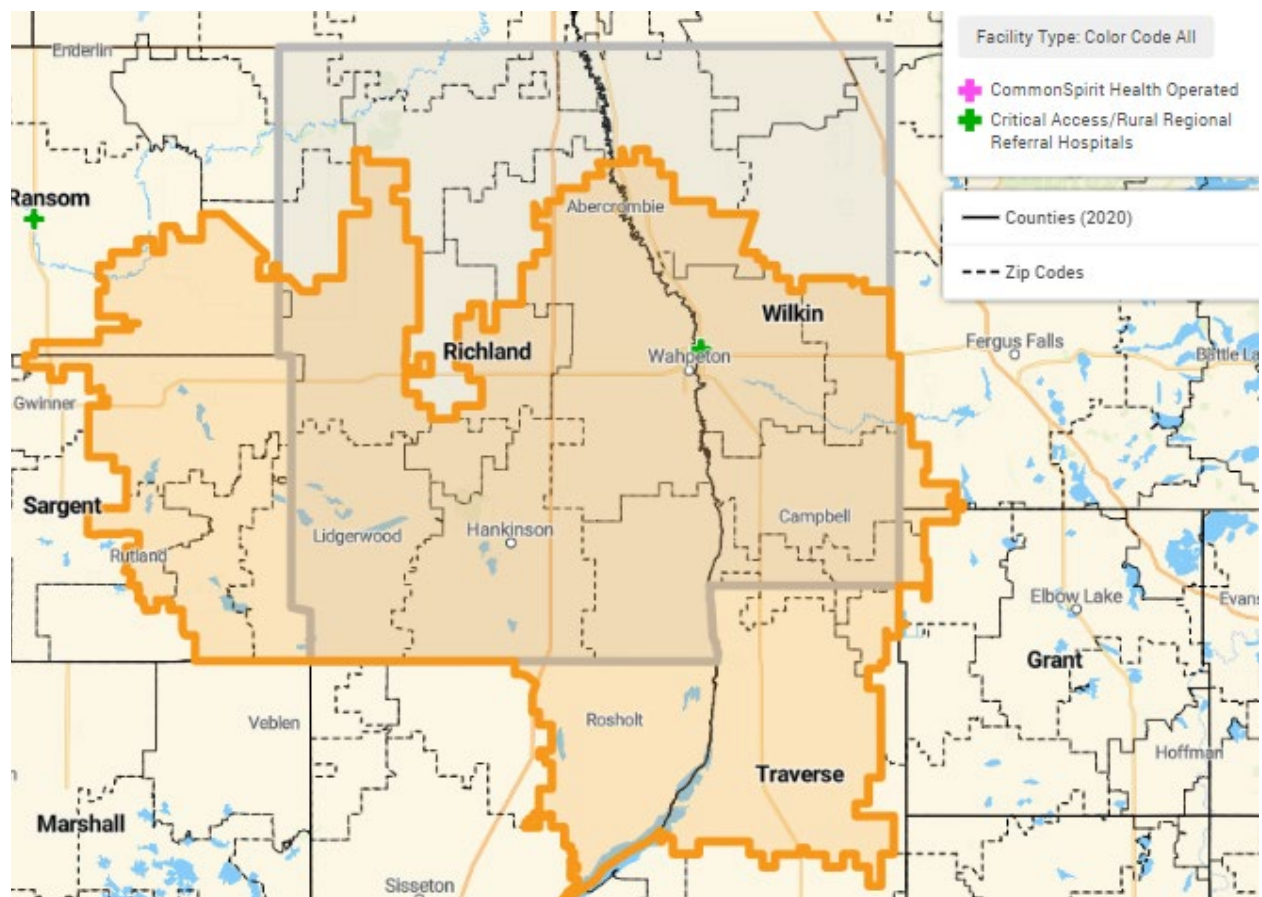 Facility Type: Color Code All
CommonSpirit Health Operated
Critical Access/Rural Regional
Referral Hospitals
Counties (2020)
Zip Codes
Enderlin
Ransom
Abercrombie
Wilkin
Richland
Wahpeton
Fergus Falls
Battle La
Gwinner
Sargent
Campbell
Lidgerwood
Hankinson
Rutland
Elbow Lake
Evans
Grant
Veblen
Rosholt
Hoffman
Traverse
Marshall
Sisseton